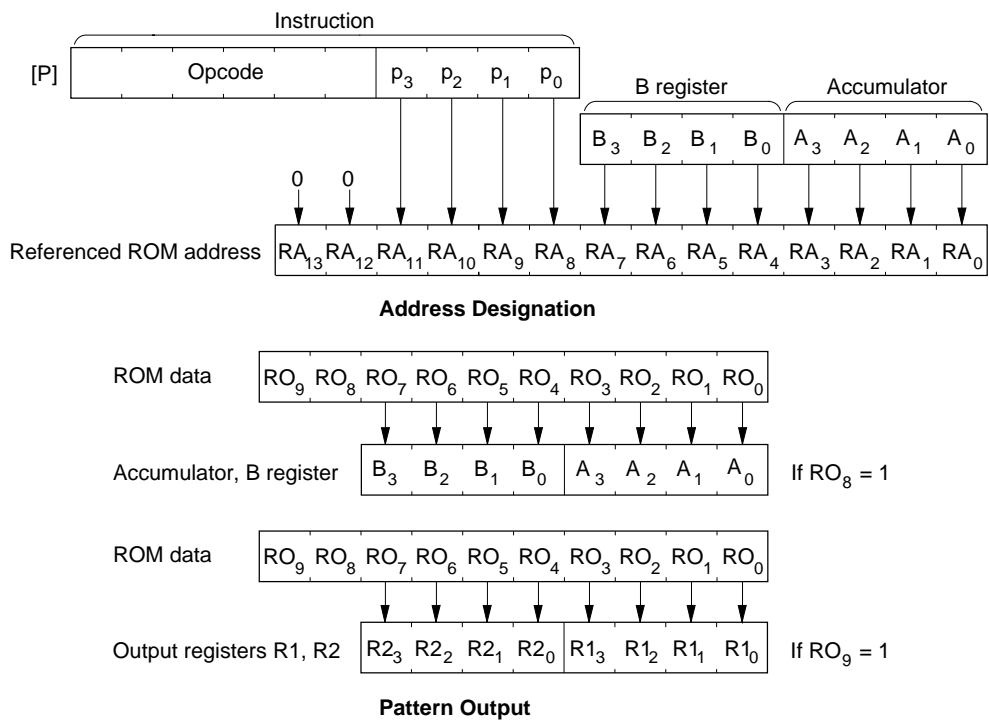 Instruction
[P] Opcode p3 p2 p1 p0
B register Accumulator
B3 B2 B1 B0 A3 A2 A1 A0
0 0
Referenced ROM address RA13 RA12 RA11 RA10 RA9 RA8 RA7 RA6 RA5 RA4 RA3 RA2 RA1 RA0
Address Designation
ROM data RO9 RO8 RO7 RO6 RO5 RO4 RO3 RO2 RO1 RO0
Accumulator, B register B3 B2 B1 B0 A3 A2 A1 A0 If RO8 = 1
ROM data RO9 RO8 RO7 RO6 RO5 RO4 RO3 RO2 RO1 RO0
Output registers R1, R2 R23 R22 R21 R20 R13 R12 R11 R10 If RO9 = 1
Pattern Output